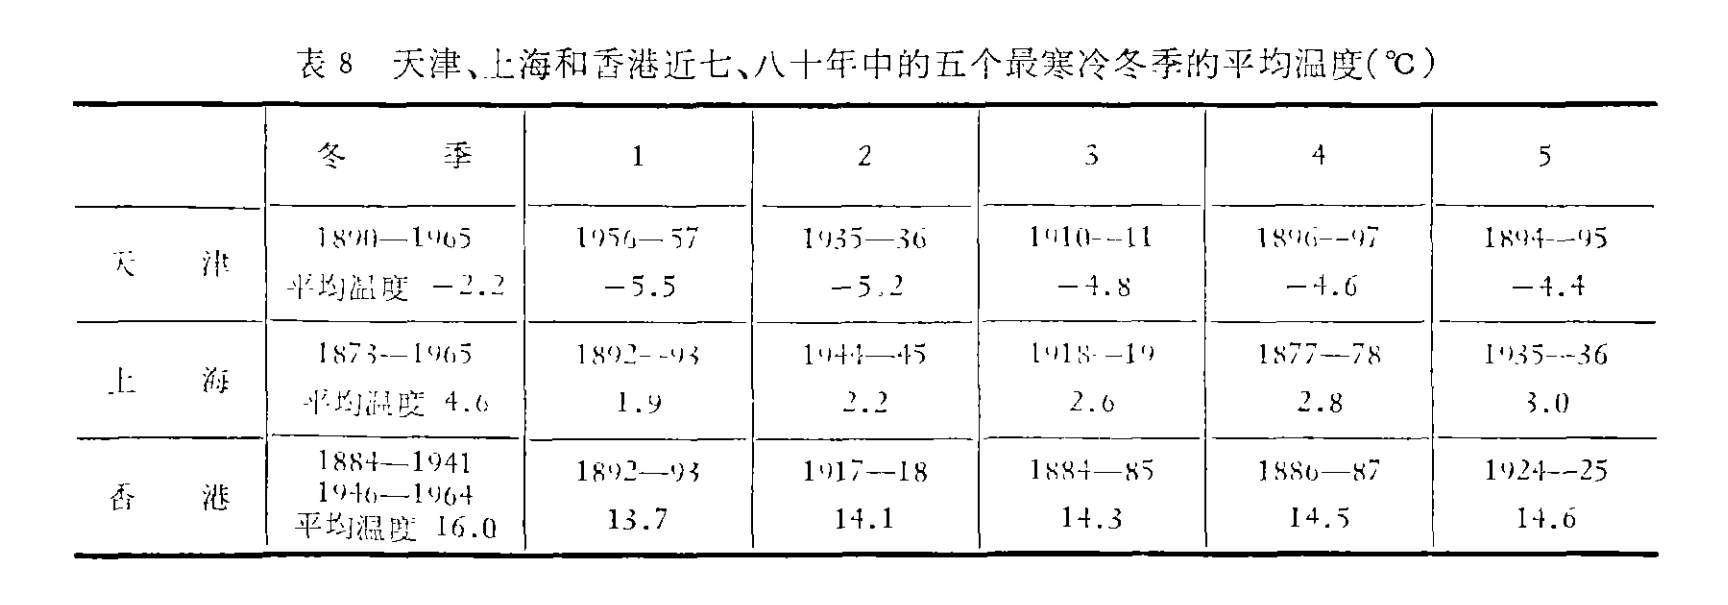 表 8 天津、上海和香港近七、八十年中的五个最寒冷冬季的平均温度(℃)
冬 季 1 2 3 4 5
天 津
1890—1965 1956—57 1935—36 1910—11 1896—97 1894—95
平均温度 －2.2 －5.5 －5.2 －4.8 －4.6 －4.4
上 海
1873—1965 1892—93 1944—45 1918—19 1877—78 1935—36
平均温度 4.6 1.9 2.2 2.6 2.8 3.0
香 港
1884—1941
1946—1964
1892—93 1917—18 1884—85 1886—87 1924—25
平均温度 16.0 13.7 14.1 14.3 14.5 14.6